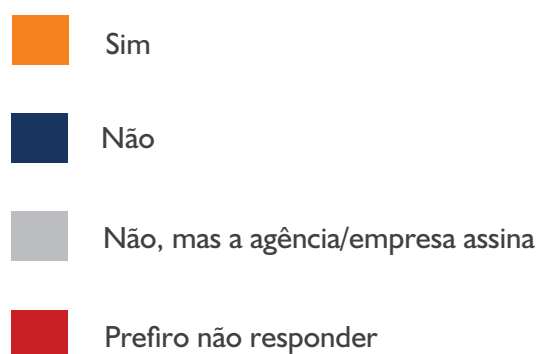 Sim
Não
Não, mas a agência/empresa assina
Prefiro não responder